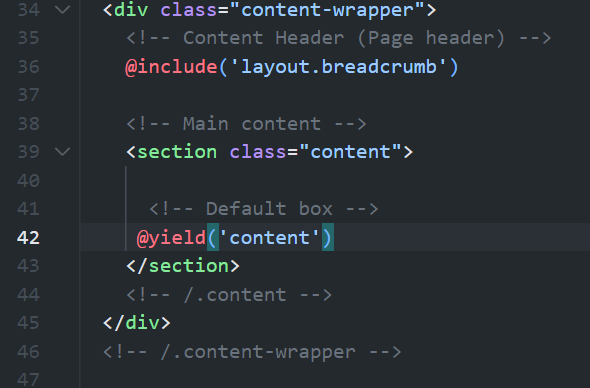 34 <div class="content-wrapper">
35 <!-- Content Header (Page header) -->
36 @include('layout.breadcrumb')
37
38 <!-- Main content -->
39 <section class="content">
40
41 <!-- Default box -->
42 @yield('content')
43 </section>
44 <!-- /.content -->
45 </div>
46 <!-- /.content-wrapper -->
47